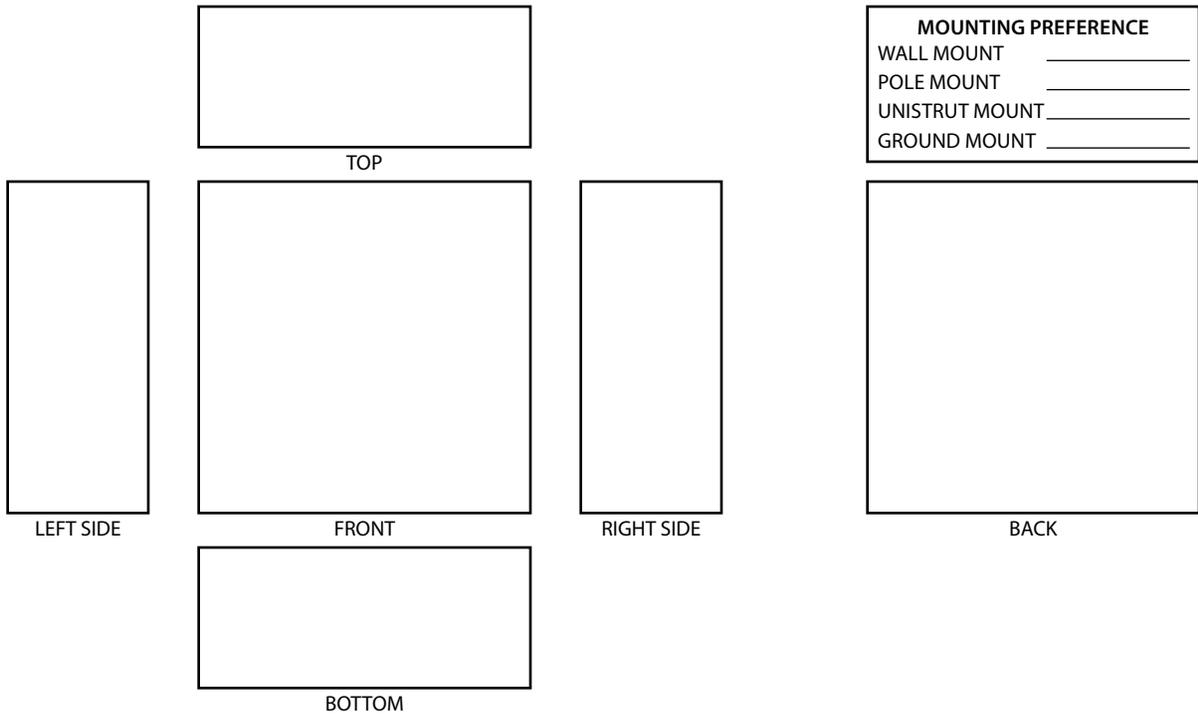 MOUNTING PREFERENCE
WALL MOUNT
POLE MOUNT
UNISTRUT MOUNT
GROUND MOUNT
TOP
LEFT SIDE
FRONT
RIGHT SIDE
BACK
BOTTOM